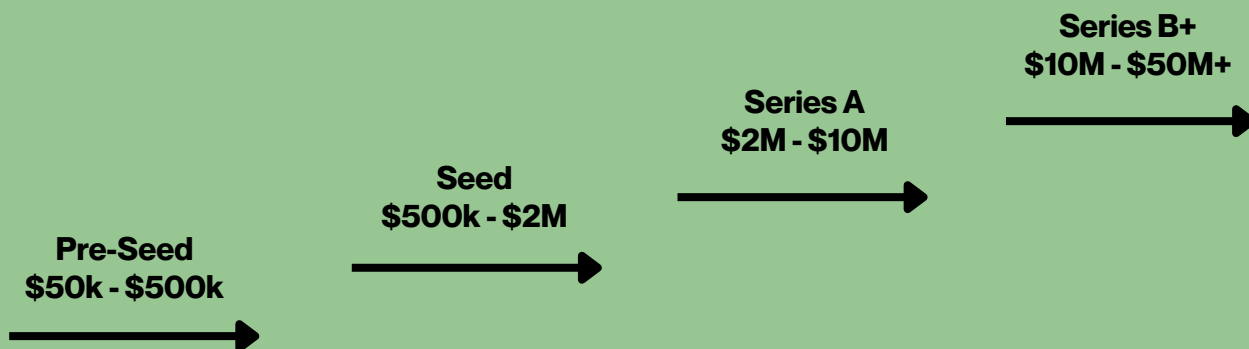 Pre-Seed
$50k - $500k
Seed
$500k - $2M
Series A
$2M - $10M
Series B+
$10M - $50M+